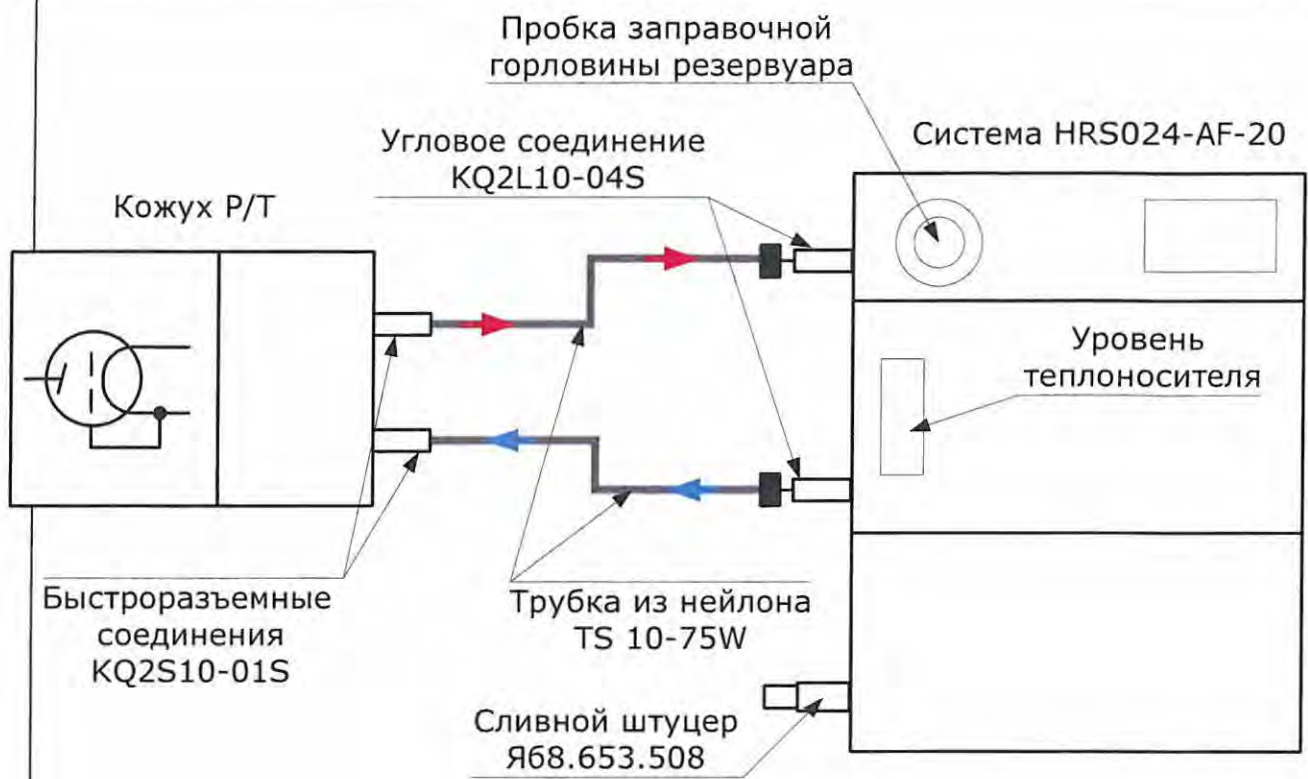 Пробка заправочной
горловины резервуара
Угловое соединение
KQ2L10-04S
Система HRS024-AF-20
Кожух Р/Т
Уровень
теплоносителя
Быстроразъемные
соединения
KQ2S10-01S
Трубка из нейлона
TS 10-75W
Сливной штуцер
Я68.653.508